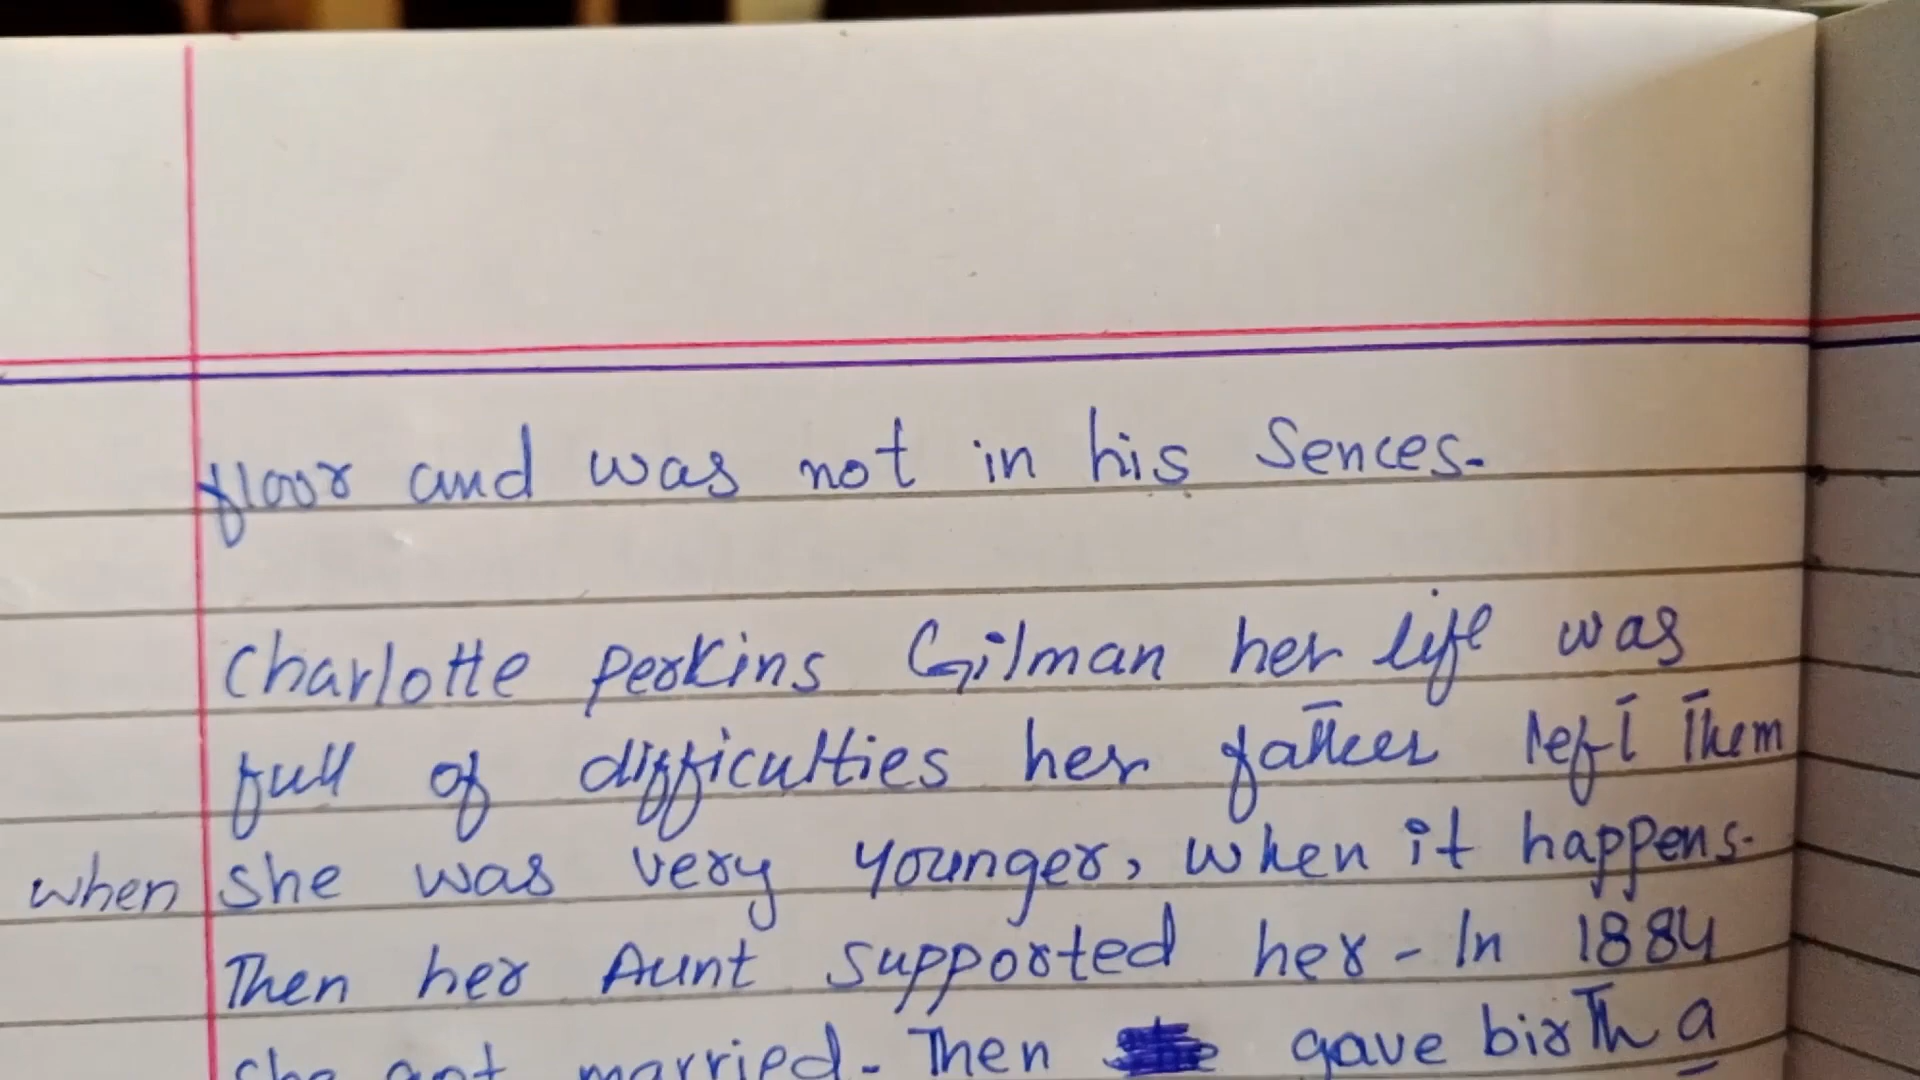 floor and was not in his Sences.
Charlotte perkins Gilman her life was
full of difficulties her father left Them
when she was very younger, when it happens.
Then her Aunt supported her - In 1884
she got married. Then gave birth a